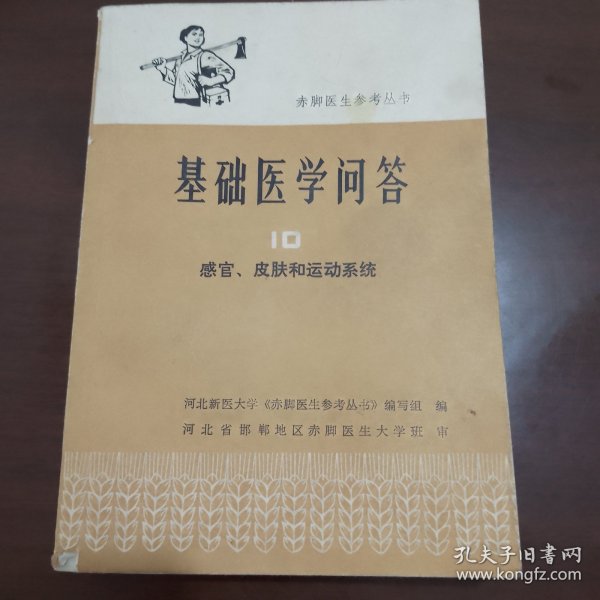 赤脚医生参考丛书
基础医学问答
10
感官、皮肤和运动系统
河北新医大学《赤脚医生参考丛书》编写组 编
河北省邯郸地区赤脚医生大学班 审
孔夫子旧书网
www.kongfz.com